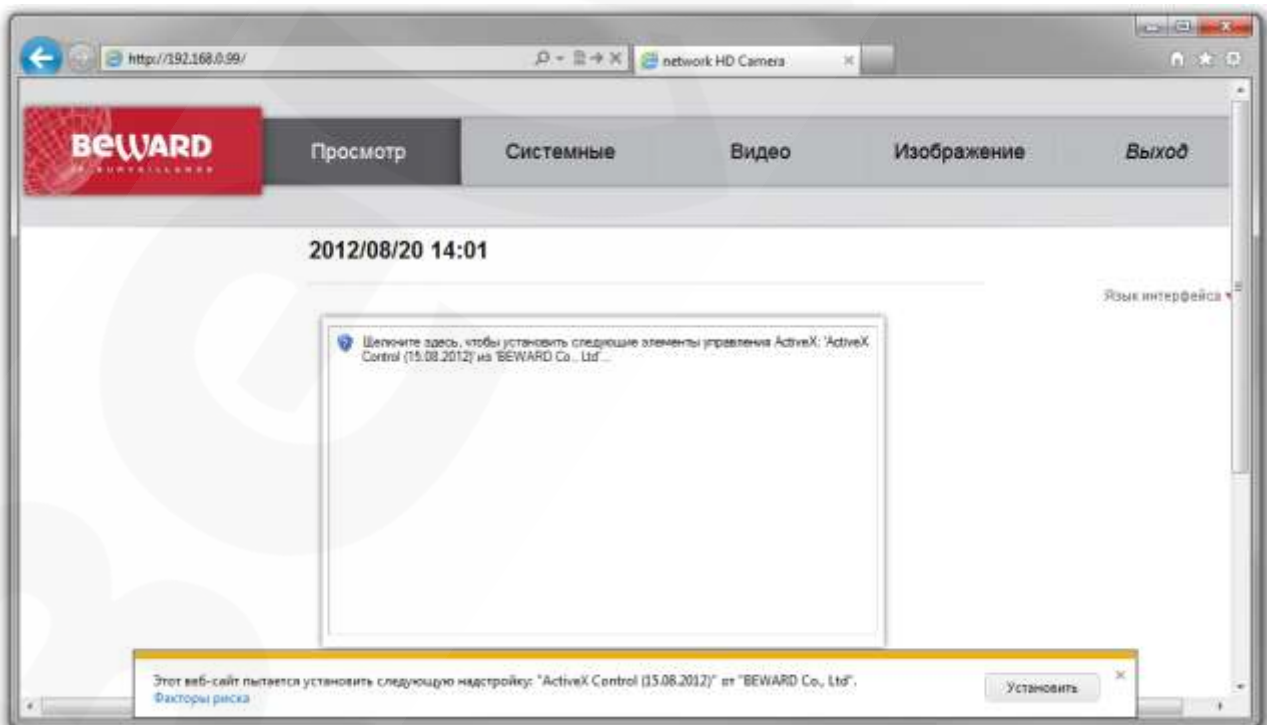 http://192.168.0.99/
network HD Camera
BEWARD
IP SURVEILLANCE
Просмотр
Системные
Видео
Изображение
Выход
2012/08/20 14:01
Язык интерфейса
Щелкните здесь, чтобы установить следующие элементы управления ActiveX: 'ActiveX
Control (15.08.2012)' из 'BEWARD Co., Ltd'...
Этот веб-сайт пытается установить следующую надстройку: "ActiveX Control (15.08.2012)" от "BEWARD Co., Ltd".
Установить
Факторы риска